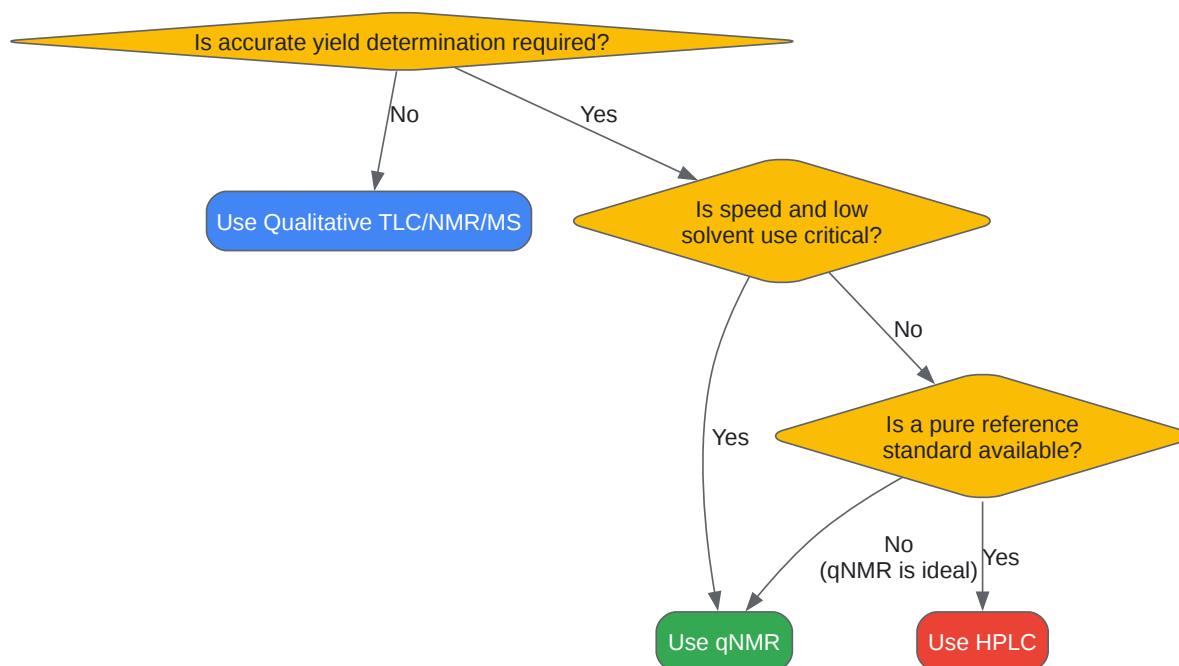 Is accurate yield determination required?
No
Yes
Use Qualitative TLC/NMR/MS
Is speed and low
solvent use critical?
No
Yes
Is a pure reference
standard available?
No
(qNMR is ideal)
Yes
Use qNMR
Use HPLC